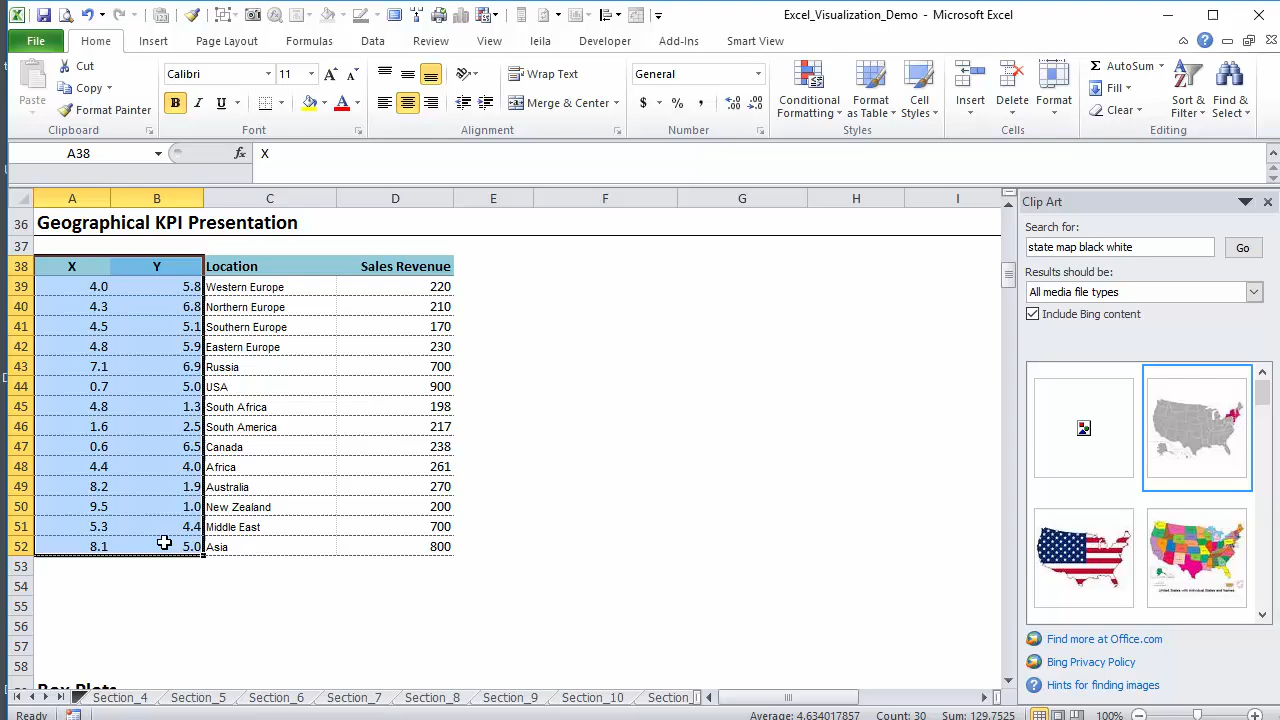 Excel_Visualization_Demo - Microsoft Excel
File Home Insert Page Layout Formulas Data Review View leila Developer Add-Ins Smart View
Paste Cut
Copy
Format Painter
Clipboard
Calibri 11
B I U A
Font
Wrap Text
Merge & Center
Alignment
General
$ % ,
Number
Conditional Formatting
Format as Table
Cell Styles
Styles
Insert Delete Format
Cells
AutoSum
Fill
Clear
Sort & Filter
Find & Select
Editing
A38 fx X
A B C D E F G H I
36 Geographical KPI Presentation
37
38 X Y Location Sales Revenue
39 4.0 5.8 Western Europe 220
40 4.3 6.8 Northern Europe 210
41 4.5 5.1 Southern Europe 170
42 4.8 5.9 Eastern Europe 230
43 7.1 6.9 Russia 700
44 0.7 5.0 USA 900
45 4.8 1.3 South Africa 198
46 1.6 2.5 South America 217
47 0.6 6.5 Canada 238
48 4.4 4.0 Africa 261
49 8.2 1.9 Australia 270
50 9.5 1.0 New Zealand 200
51 5.3 4.4 Middle East 700
52 8.1 5.0 Asia 800
53
54
55
56
57
58
Box Plots
Clip Art
Search for:
state map black white Go
Results should be:
All media file types
Include Bing content
Find more at Office.com
Bing Privacy Policy
Hints for finding images
Section_4 Section_5 Section_6 Section_7 Section_8 Section_9 Section_10 Section
Ready Average: 4.634017857 Count: 30 Sum: 129.7525 100%